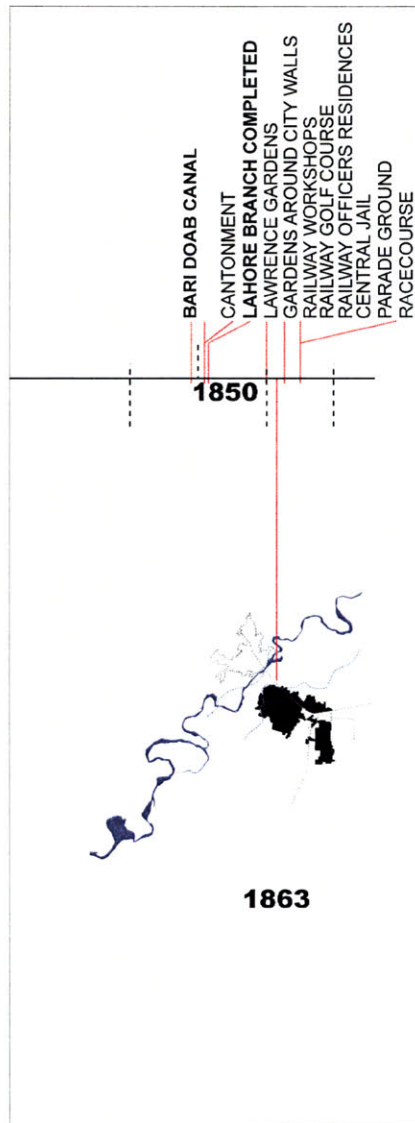 BARI DOAB CANAL
CANTONMENT
LAHORE BRANCH COMPLETED
LAWRENCE GARDENS
GARDENS AROUND CITY WALLS
RAILWAY WORKSHOPS
RAILWAY GOLF COURSE
RAILWAY OFFICERS RESIDENCES
CENTRAL JAIL
PARADE GROUND
RACECOURSE
1850
1863